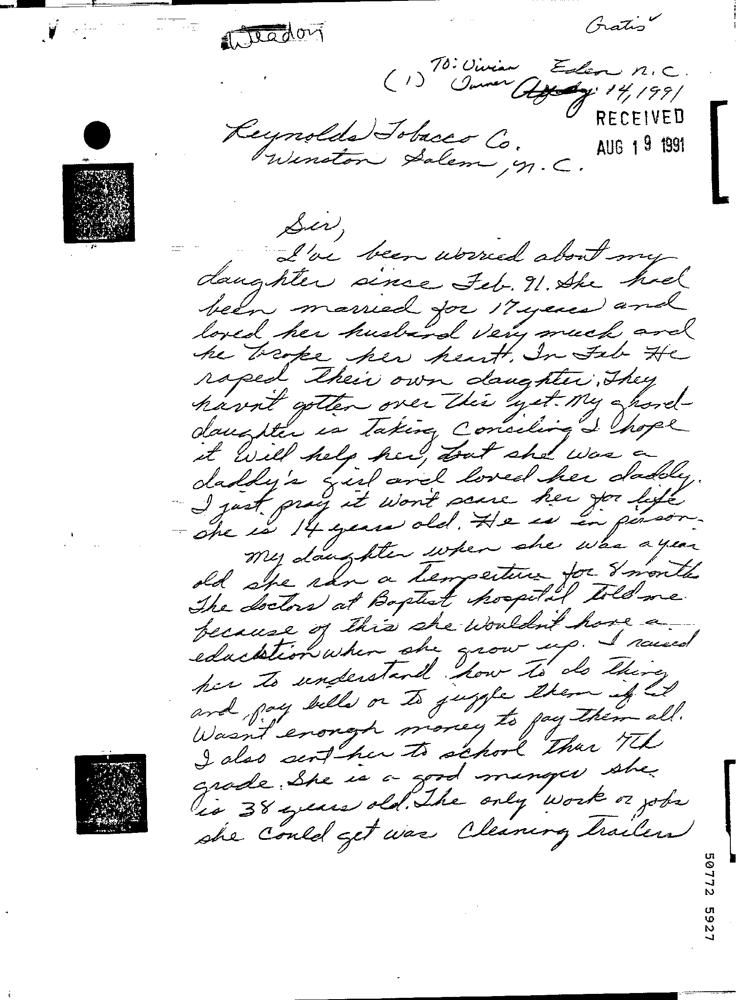 Weadon
Gratis
To: Vivian Eden n.c.
(1) Turner Aug. 14, 1991
RECEIVED
AUG 19 1991
Reynolds Tobacco Co.
Winston Salem, n.C.
Sir,
I've been worried about my
daughter since Feb. 91. She had
been married for 17 years and
loved her husband very much and
he broke her heart. In Feb He
raped their own daughter. They
havn't gotten over this yet. My grand-
daughter is taking Conciling I hope
it will help her, but she was a
daddy's girl and loved her daddy.
I just pray it won't scare her for life
she is 14 years old. He is in pirson.
My daughter when she was a year
old she ran a temperture for 8 months
The doctors at Baptist hospital told me
because of this she wouldn't have a
educktion when she grow up. I raised
her to understand how to do thing
and pay bills or to juggle them if it
Wasn't enongh money to pay them all.
I also sent her to school thur 7th
grade. She is a good manger she
is 38 years old. The only work or jobs
she could get was Cleaning trailers
50772 5927